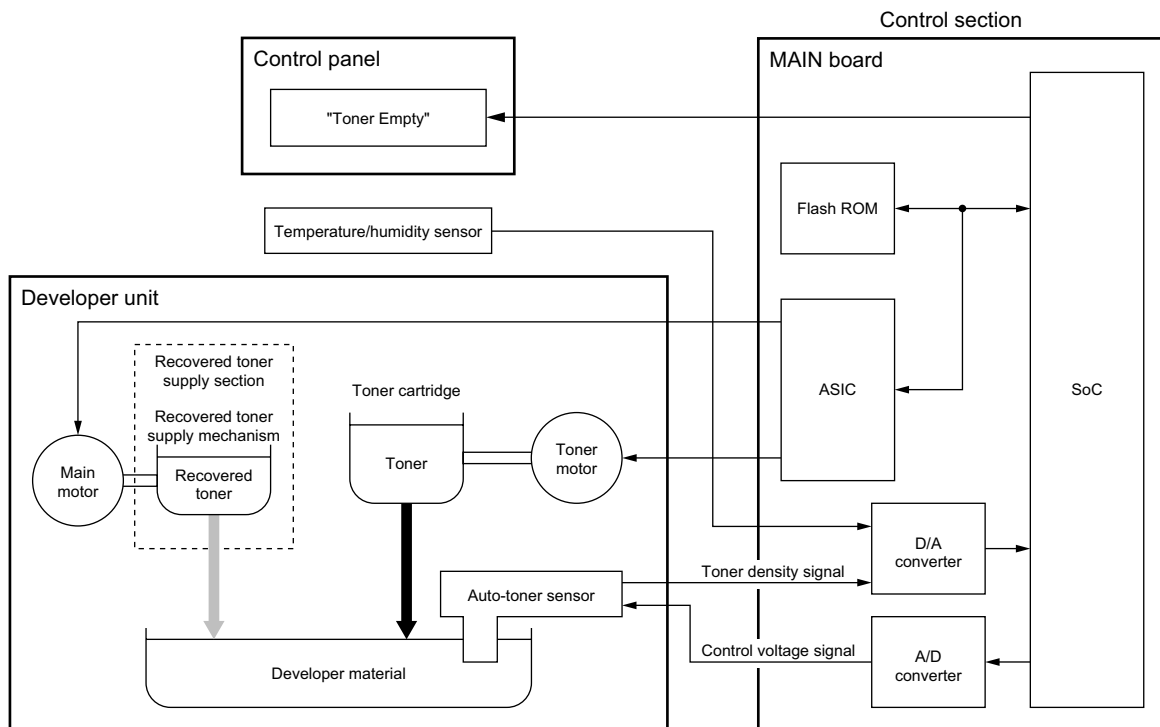 Control section
Control panel
MAIN board
"Toner Empty"
Flash ROM
Temperature/humidity sensor
Developer unit
Recovered toner
supply section
Toner cartridge
ASIC
SoC
Recovered toner
supply mechanism
Main
motor
Recovered
toner
Toner
Toner
motor
D/A
converter
Toner density signal
Auto-toner sensor
Control voltage signal
A/D
converter
Developer material